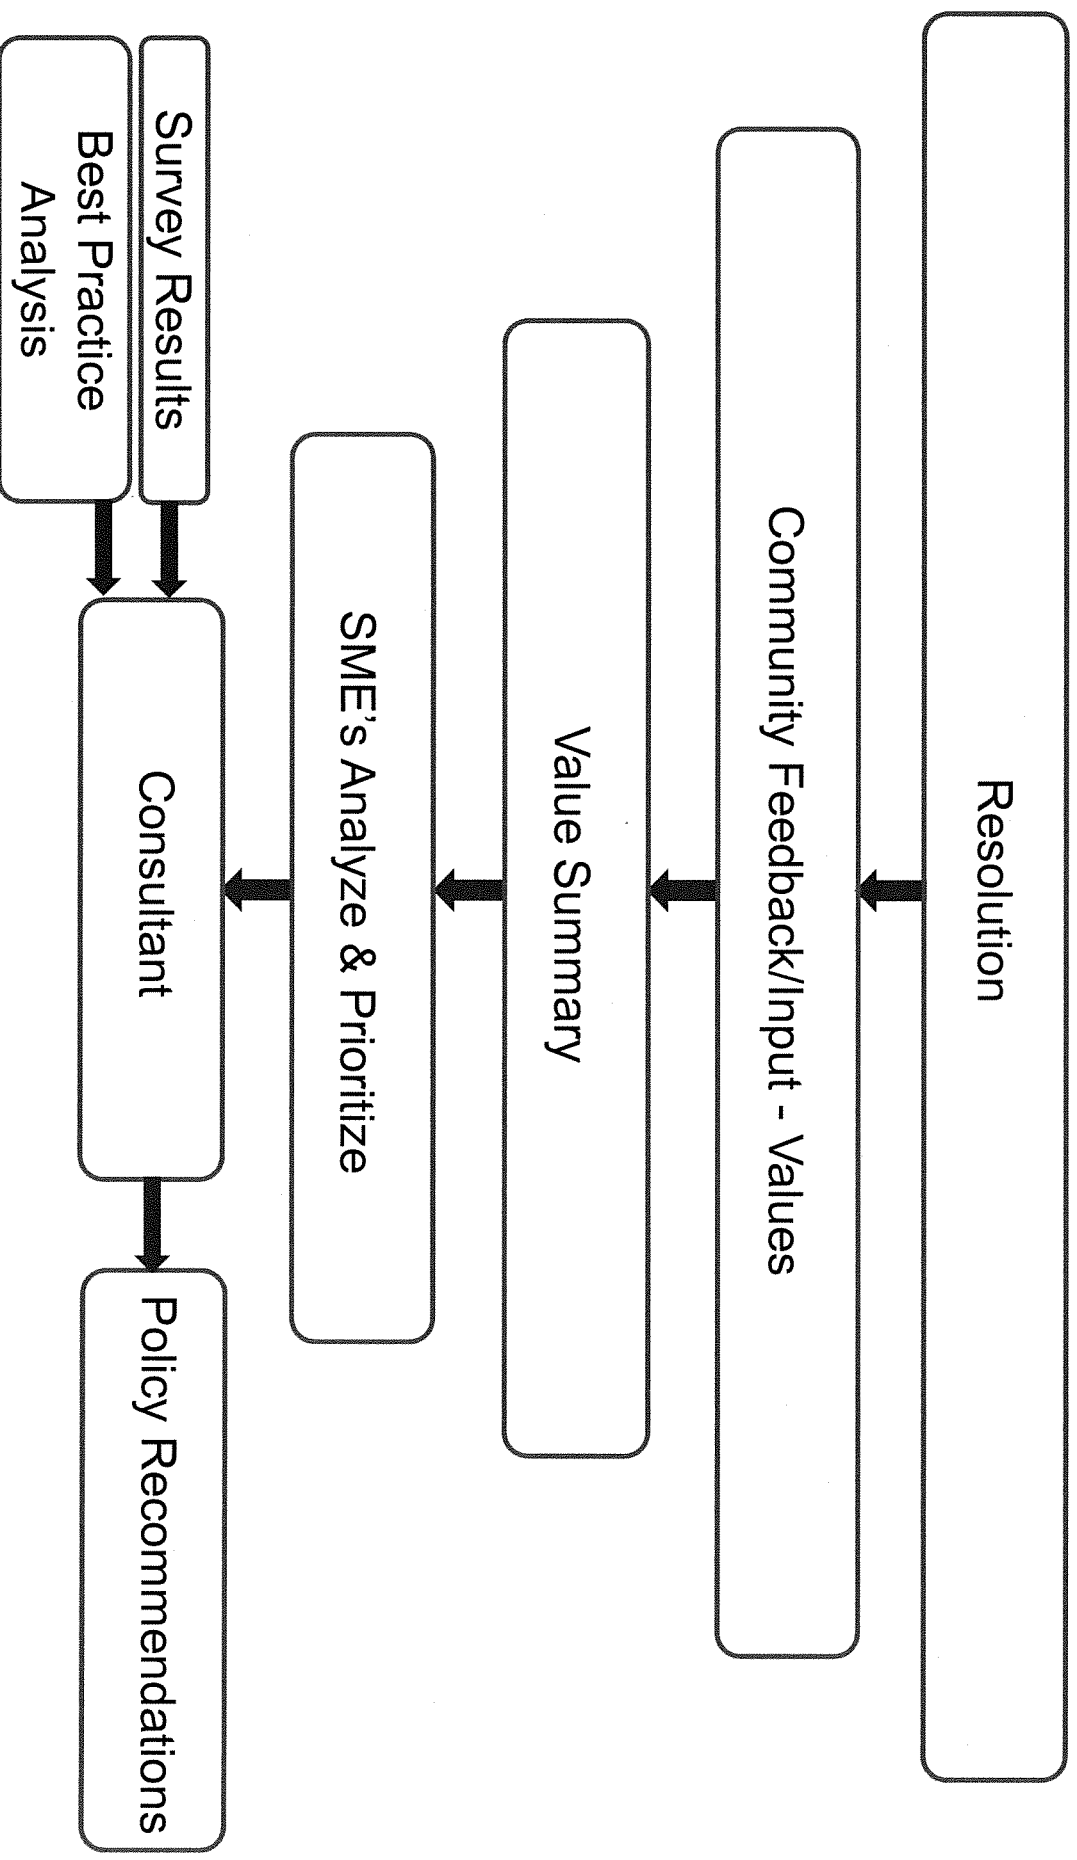 Resolution
Community Feedback/Input - Values
Value Summary
SME's Analyze & Prioritize
Survey Results
Best Practice
Analysis
Consultant
Policy Recommendations